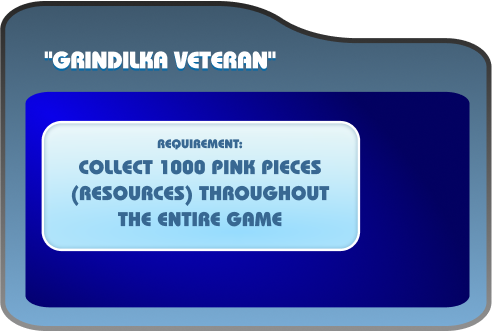 "GRINDILKA VETERAN"
REQUIREMENT:
COLLECT 1000 PINK PIECES
(RESOURCES) THROUGHOUT
THE ENTIRE GAME